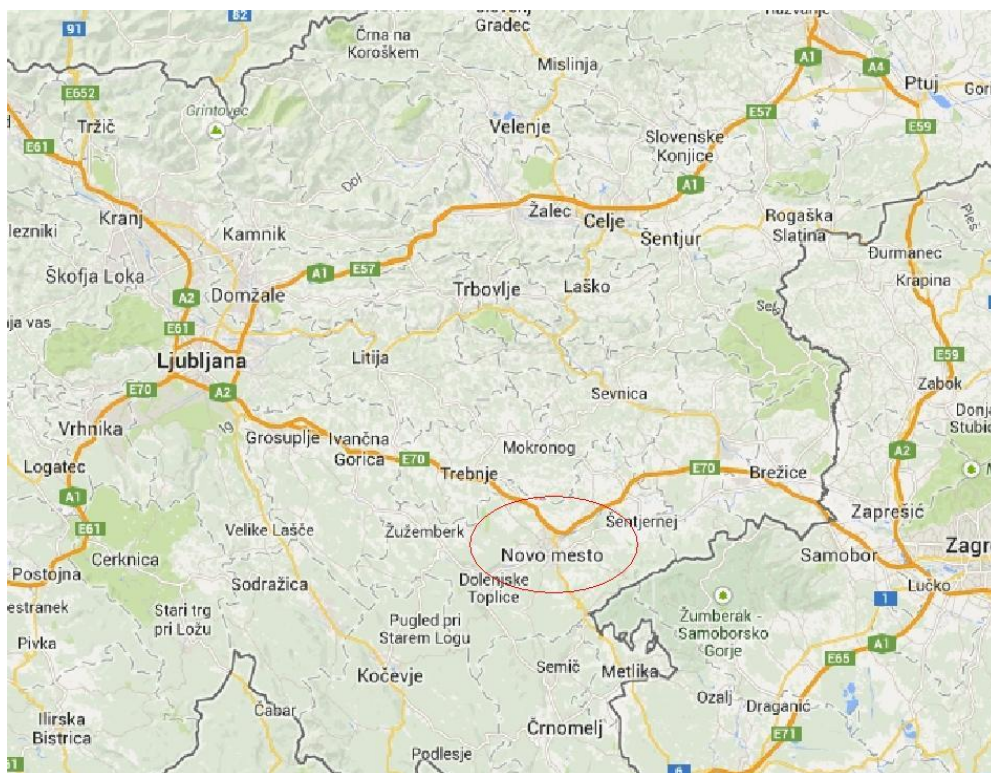 91
82
Gradec
A1
Črna na
Koroškem
Mislinja
A4
Ptuj
E652
Grintovec
Tržič
E61
Velenje
Slovenske
Konjice
E57
E59
Dol
A1
Kranj
Kamnik
Žalec
Celje
Šentjur
Rogaška
Slatina
Ples
Đurmanec
Krapina
Škofja Loka
A1
E57
Domžale
A2
Trbovlje
Laško
E61
Ljubljana
Litija
E59
E70
A2
Sevnica
Zabok
Vrhnika
Ig
Grosuplje
Ivančna
Gorica
Mokronog
A2
Logatec
E70
Trebnje
E70
Brežice
A1
E61
Velike Lašče
Žužemberk
Šentjernej
Zaprešić
Cerknica
Novo mesto
Samobor
Postojna
Sodražica
Dolenjske
Toplice
Lučko
1
Stari trg
pri Ložu
Pugled pri
Starem Logu
Žumberak -
Samoborsko
Gorje
A1
Pivka
Kočevje
Semič
Metlika
E65
Ozalj
Draganić
Ilirska
Bistrica
Čabar
Črnomelj
E71
Podlesje
6